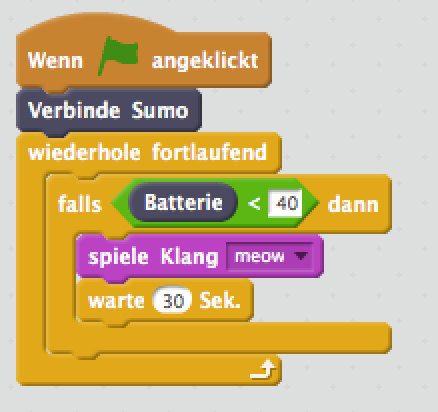 Wenn angeklickt
Verbinde Sumo
wiederhole fortlaufend
falls Batterie < 40 dann
spiele Klang meow
warte 30 Sek.